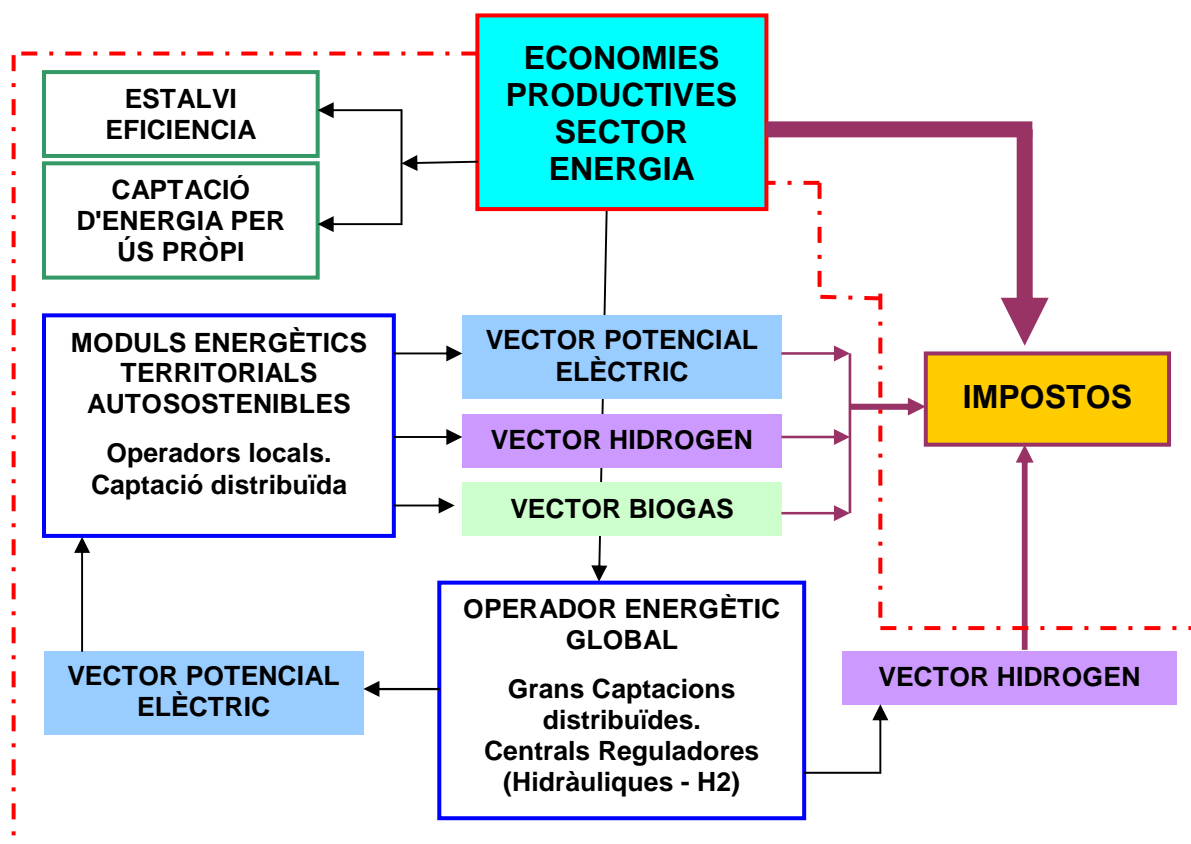 ECONOMIES
PRODUCTIVES
SECTOR
ENERGIA
ESTALVI
EFICIENCIA
CAPTACIÓ
D'ENERGIA PER
ÚS PRÒPI
MODULS ENERGÈTICS
TERRITORIALS
AUTOSOSTENIBLES
Operadors locals.
Captació distribuïda
VECTOR POTENCIAL
ELÈCTRIC
VECTOR HIDROGEN
VECTOR BIOGAS
IMPOSTOS
OPERADOR ENERGÈTIC
GLOBAL
Grans Captacions
distribuïdes.
Centrals Reguladores
(Hidràuliques - H2)
VECTOR POTENCIAL
ELÈCTRIC
VECTOR HIDROGEN